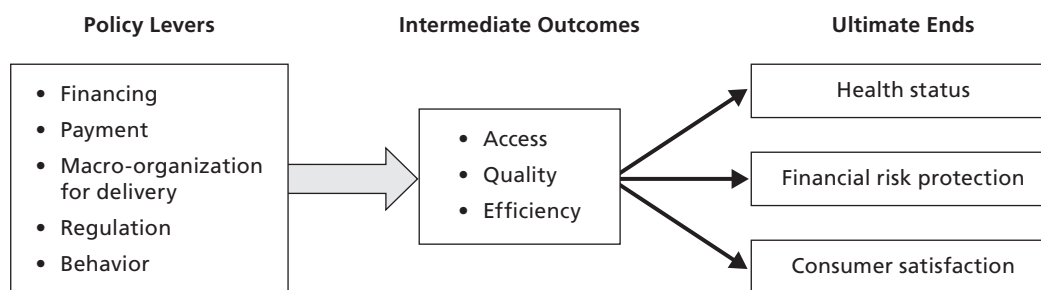 Policy Levers
Intermediate Outcomes
Ultimate Ends
• Financing
• Payment
• Macro-organization
for delivery
• Regulation
• Behavior
• Access
• Quality
• Efficiency
Health status
Financial risk protection
Consumer satisfaction